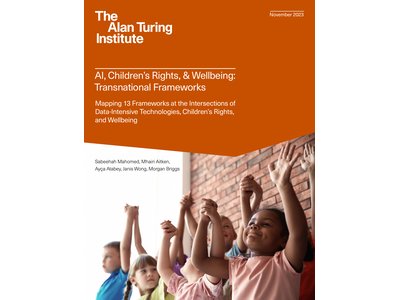 The
Alan Turing
Institute
November 2023
AI, Children's Rights, & Wellbeing:
Transnational Frameworks
Mapping 13 Frameworks at the Intersections of
Data-Intensive Technologies, Children's Rights,
and Wellbeing
Sabeehah Mahomed, Mhairi Aitken,
Ayça Atabey, Janis Wong, Morgan Briggs